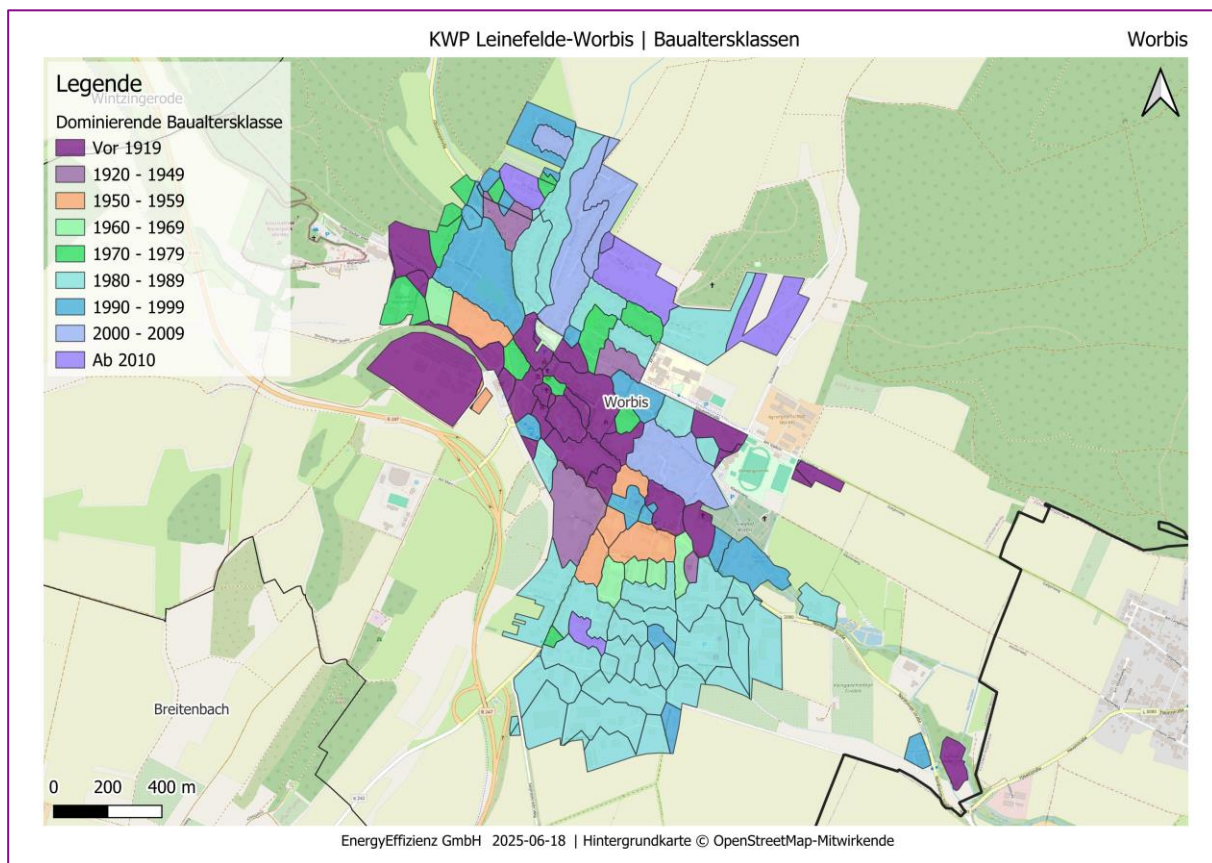 KWP Leinefelde-Worbis | Baualtersklassen
Worbis
Legende
Wintzingerode
Dominierende Baualtersklasse
Vor 1919
1920 - 1949
1950 - 1959
1960 - 1969
1970 - 1979
1980 - 1989
1990 - 1999
2000 - 2009
Ab 2010
Worbis
B 247
Breitenbach
B 247
0 200 400 m
EnergyEffizienz GmbH 2025-06-18 | Hintergrundkarte © OpenStreetMap-Mitwirkende